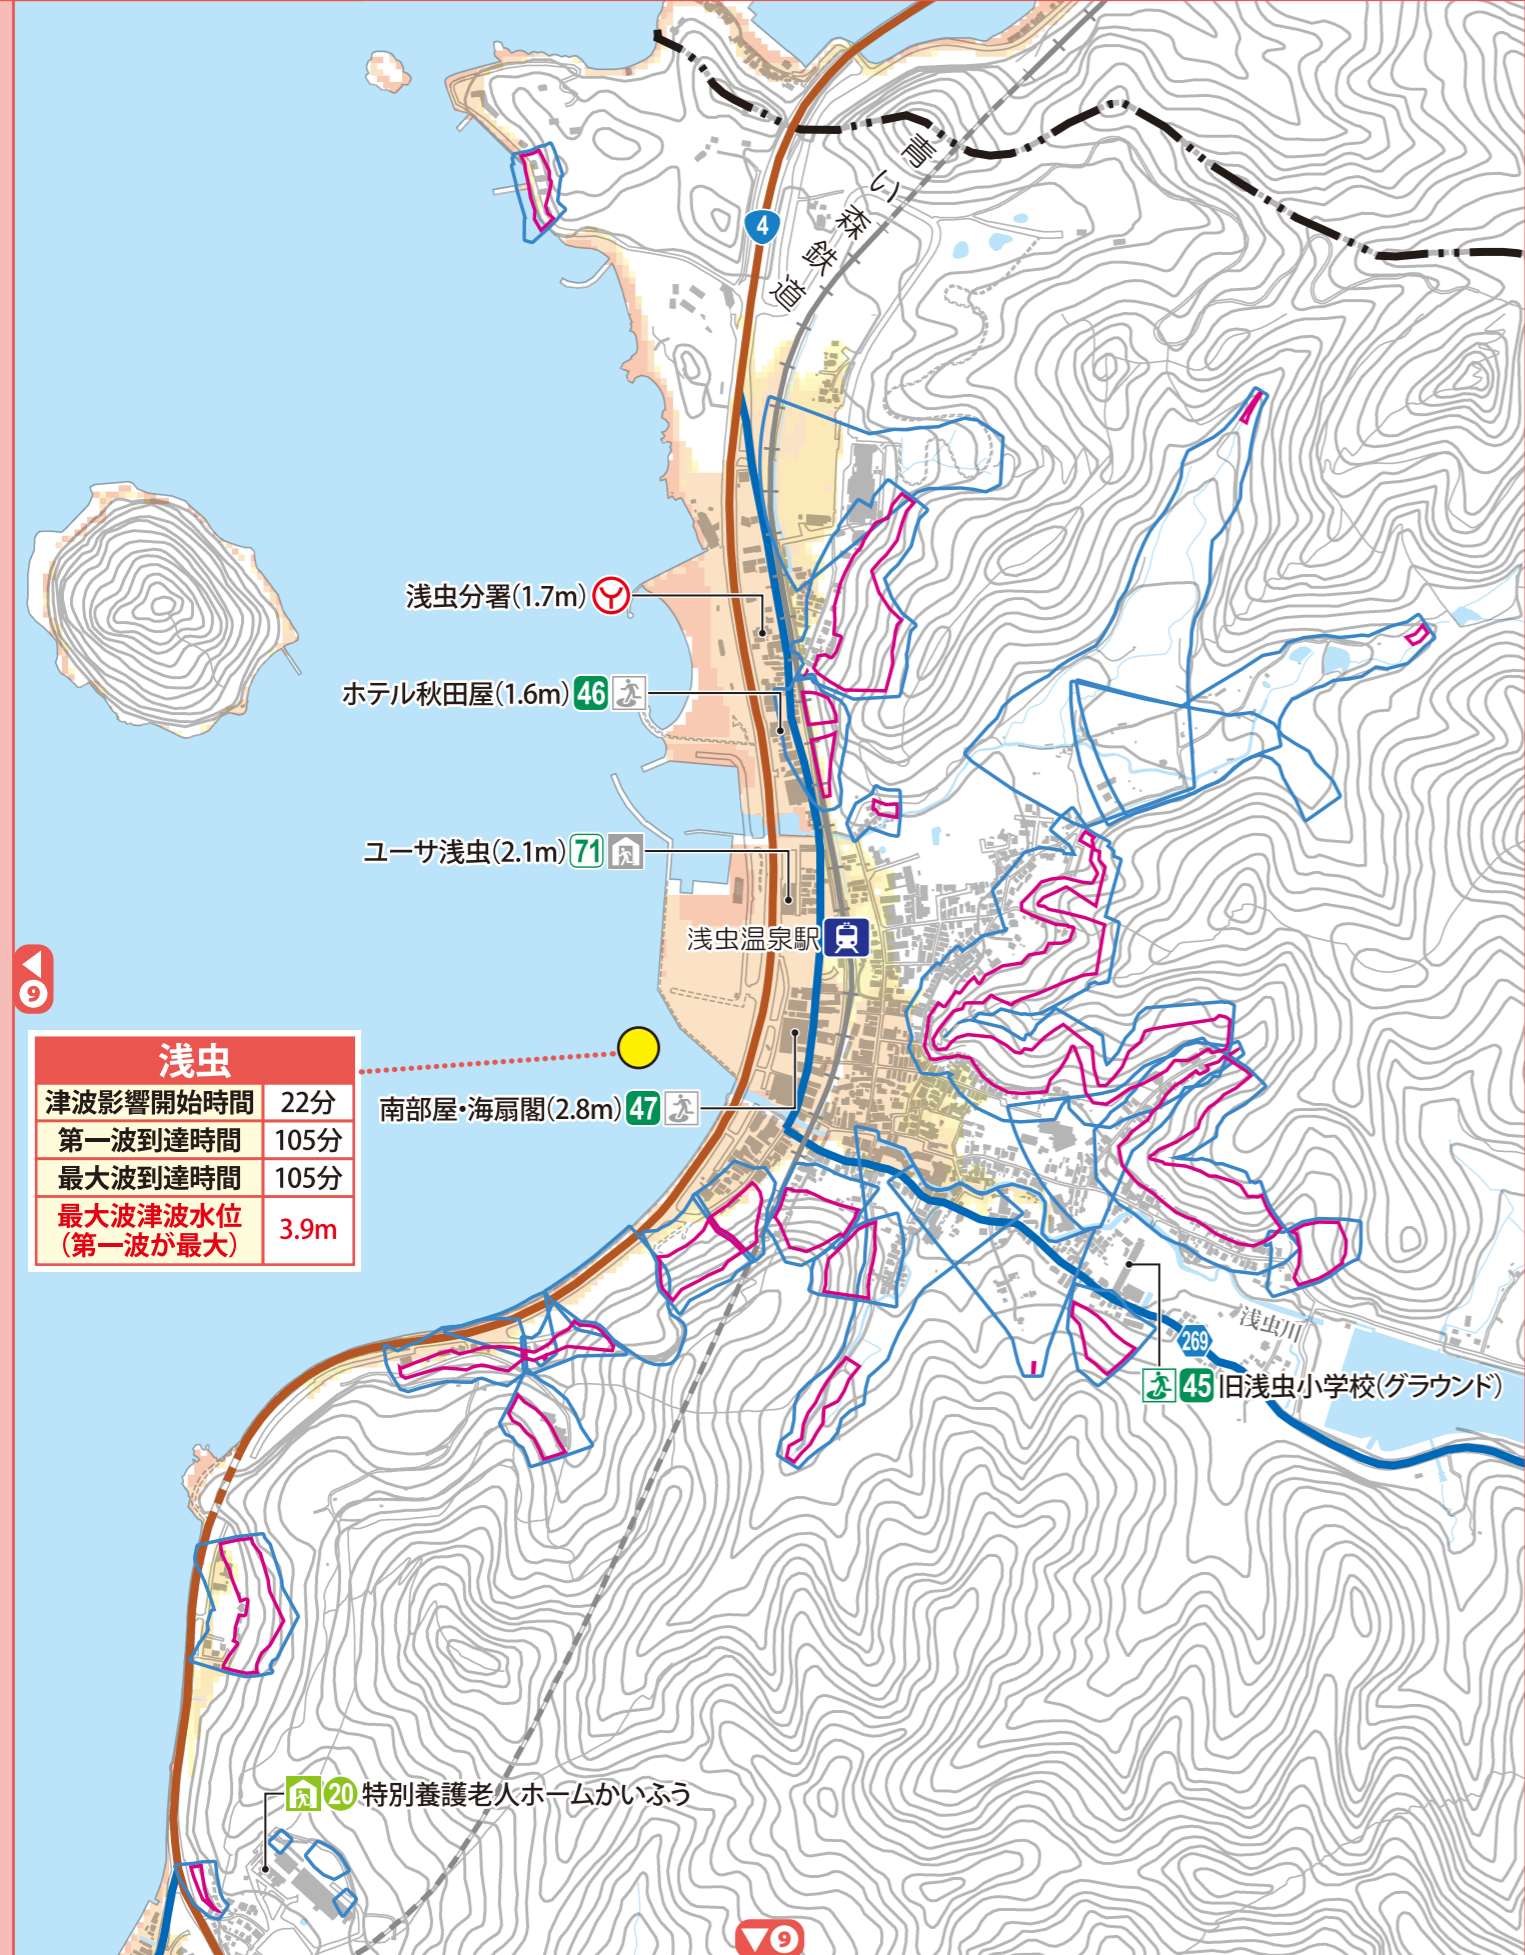 青い森鉄道
4
浅虫分署(1.7m)
ホテル秋田屋(1.6m) 46
ユーサ浅虫(2.1m) 71
浅虫温泉駅
9
浅虫
津波影響開始時間 22分
第一波到達時間 105分
最大波到達時間 105分
最大波津波水位
(第一波が最大) 3.9m
南部屋・海扇閣(2.8m) 47
浅虫川
269
45 旧浅虫小学校(グラウンド)
20 特別養護老人ホームかいふう
9